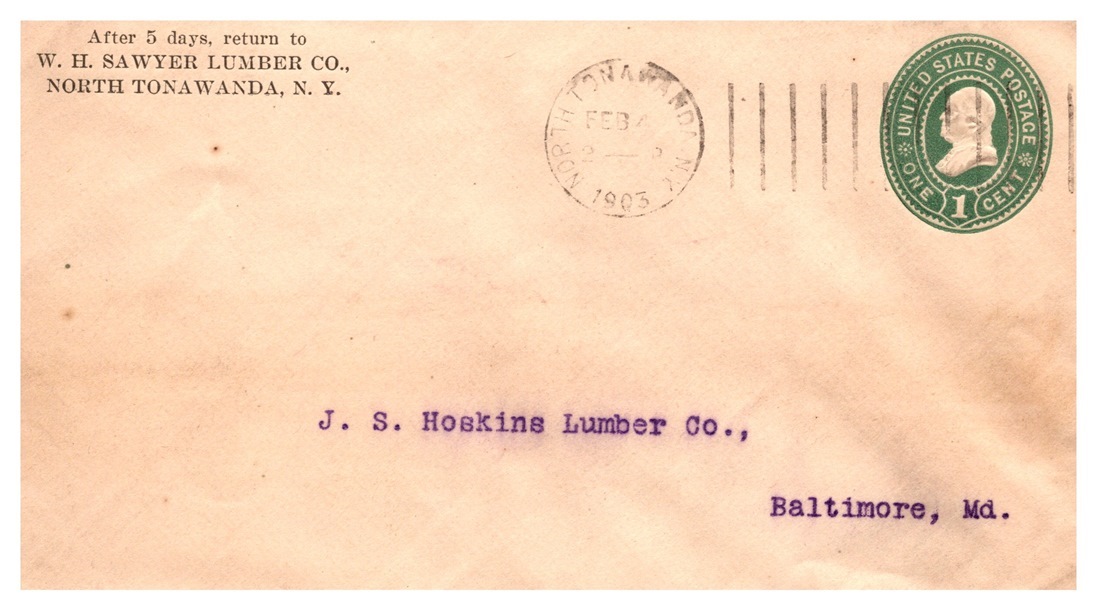 After 5 days, return to
W. H. SAWYER LUMBER CO.,
NORTH TONAWANDA, N. Y.
NORTH TONAWANDA, N.Y.
FEB 4
1903
UNITED STATES POSTAGE
ONE 1 CENT
J. S. Hoskins Lumber Co.,
Baltimore, Md.